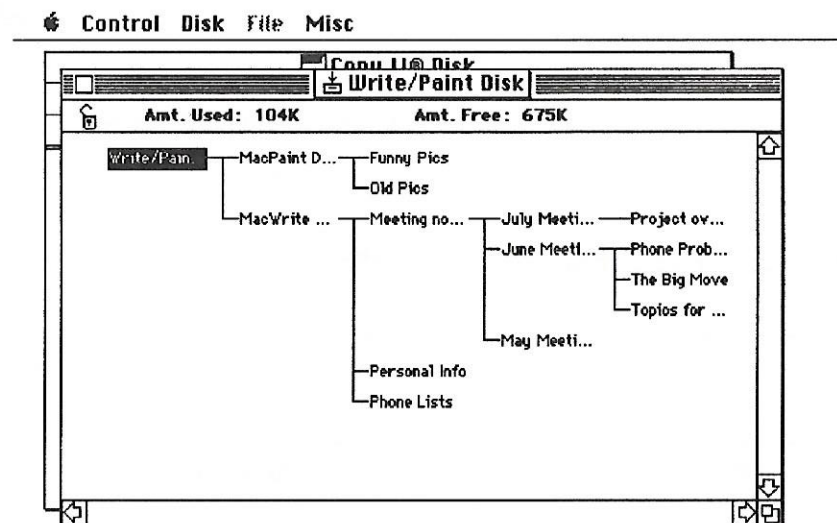 Control Disk File Misc
Copy II® Disk
Write/Paint Disk
Amt. Used: 104K Amt. Free: 675K
Write/Pain... MacPaint D... Funny Pics
Old Pics
MacWrite ... Meeting no... July Meeti... Project ov...
June Meeti... Phone Prob...
The Big Move
Topics for ...
May Meeti...
Personal Info
Phone Lists